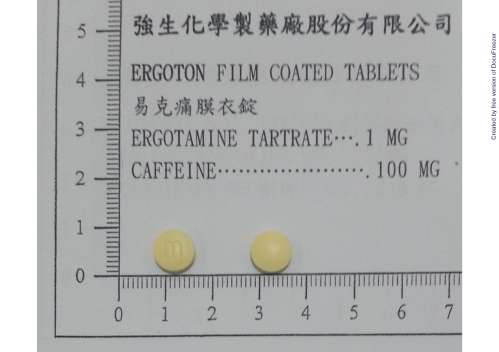 強生化學製藥廠股份有限公司
ERGOTON FILM COATED TABLETS
易克痛膜衣錠
ERGOTAMINE TARTRATE….1 MG
CAFFEINE………………….100 MG
5
4
3
2
1
0
0 1 2 3 4 5 6 7
Created by free version of DocuFreezer